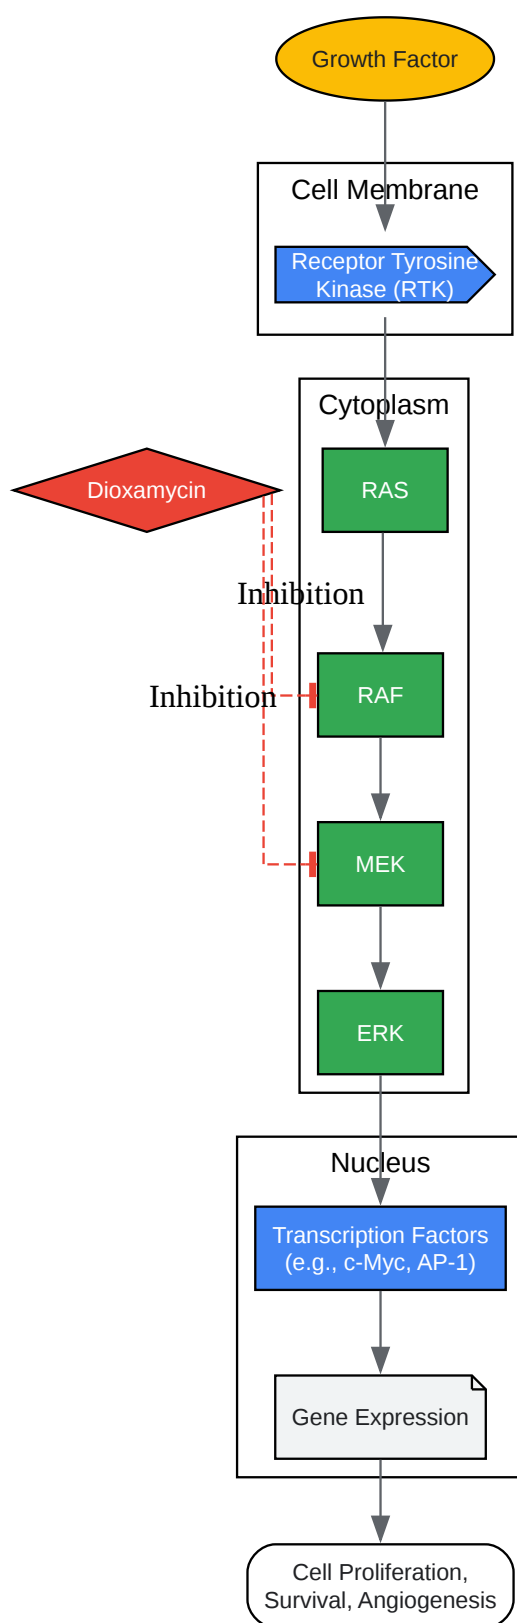 Growth Factor
Cell Membrane
Receptor Tyrosine
Kinase (RTK)
Cytoplasm
Dioxamycin
RAS
Inhibition
RAF
Inhibition
MEK
ERK
Nucleus
Transcription Factors
(e.g., c-Myc, AP-1)
Gene Expression
Cell Proliferation,
Survival, Angiogenesis